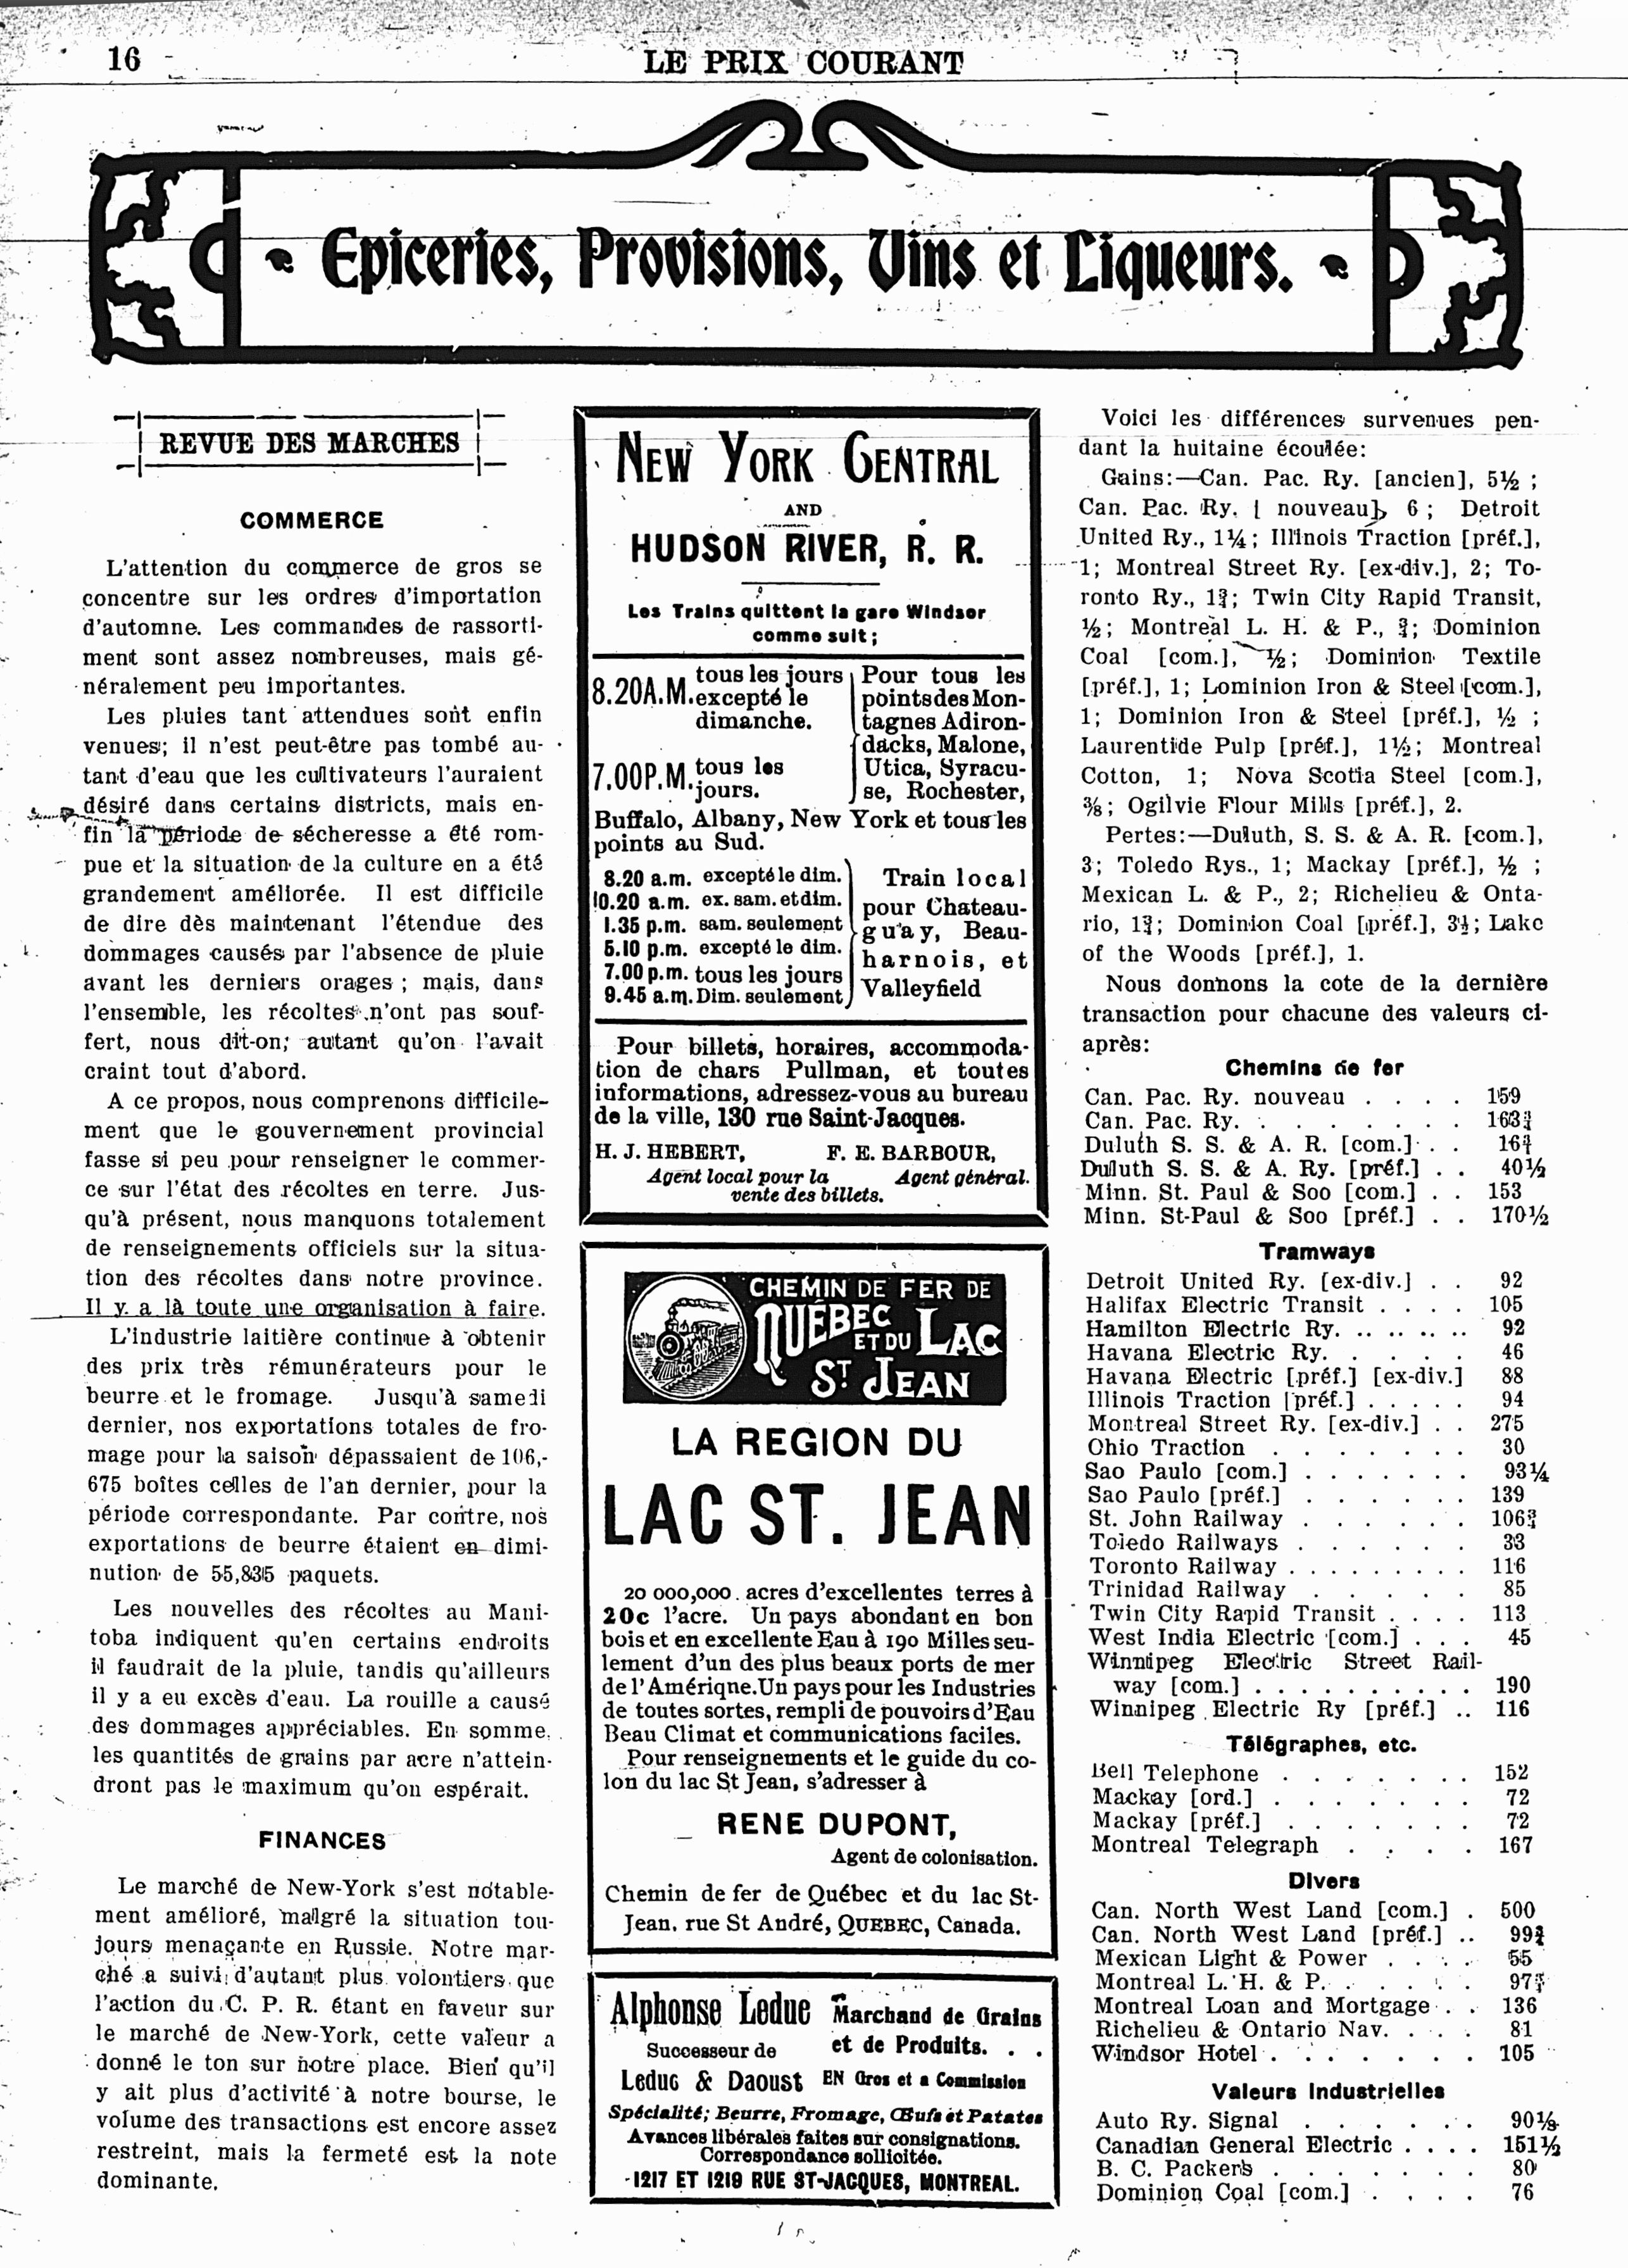 16
LE PRIX COURANT
Epiceries, Provisions, Vins et Liqueurs.
REVUE DES MARCHES
COMMERCE
L'attention du commerce de gros se
concentre sur les ordres d'importation
d'automne. Les commandes de rassorti-
ment sont assez nombreuses, mais gé-
néralement peu importantes.
Les pluies tant attendues sont enfin
venues; il n'est peut-être pas tombé au-
tant d'eau que les cultivateurs l'auraient
désiré dans certains districts, mais en-
fin la période de sécheresse a été rom-
pue et la situation de la culture en a été
grandement améliorée. Il est difficile
de dire dès maintenant l'étendue des
dommages causés par l'absence de pluie
avant les derniers orages ; mais, dans
l'ensemble, les récoltes n'ont pas souf-
fert, nous dit-on; autant qu'on l'avait
craint tout d'abord.
A ce propos, nous comprenons difficile-
ment que le gouvernement provincial
fasse si peu pour renseigner le commer-
ce sur l'état des récoltes en terre. Jus-
qu'à présent, nous manquons totalement
de renseignements officiels sur la situa-
tion des récoltes dans notre province.
Il y a là toute une organisation à faire.
L'industrie laitière continue à obtenir
des prix très rémunérateurs pour le
beurre et le fromage. Jusqu'à samedi
dernier, nos exportations totales de fro-
mage pour la saison dépassaient de 106,-
675 boîtes celles de l'an dernier, pour la
période correspondante. Par contre, nos
exportations de beurre étaient en dimi-
nution de 55,835 paquets.
Les nouvelles des récoltes au Mani-
toba indiquent qu'en certains endroits
il faudrait de la pluie, tandis qu'ailleurs
il y a eu excès d'eau. La rouille a causé
des dommages appréciables. En somme,
les quantités de grains par acre n'attein-
dront pas le maximum qu'on espérait.
FINANCES
Le marché de New-York s'est notable-
ment amélioré, malgré la situation tou-
jours menaçante en Russie. Notre mar-
ché a suivi d'autant plus volontiers que
l'action du C. P. R. étant en faveur sur
le marché de New-York, cette valeur a
donné le ton sur notre place. Bien qu'il
y ait plus d'activité à notre bourse, le
volume des transactions est encore assez
restreint, mais la fermeté est la note
dominante.
NEW YORK CENTRAL
AND
HUDSON RIVER, R. R.
Les Trains quittent la gare Windsor
comme suit;
8.20A.M. tous les jours excepté le dimanche.
7.00P.M. tous les jours.
Pour tous les
points des Mon-
tagnes Adiron-
dacks, Malone,
Utica, Syracu-
se, Rochester,
Buffalo, Albany, New York et tous les
points au Sud.
8.20 a.m. excepté le dim.
10.20 a.m. ex. sam. et dim.
1.35 p.m. sam. seulement
5.10 p.m. excepté le dim.
7.00 p.m. tous les jours
9.45 a.m. Dim. seulement
Train local
pour Chateau-
guay, Beau-
harnois, et
Valleyfield
Pour billets, horaires, accommoda-
tion de chars Pullman, et toutes
informations, adressez-vous au bureau
de la ville, 130 rue Saint-Jacques.
H. J. HEBERT, F. E. BARBOUR,
Agent local pour la Agent général.
vente des billets.
CHEMIN DE FER DE
QUÉBEC
ET DU LAC
ST JEAN
LA REGION DU
LAC ST. JEAN
20 000,000 acres d'excellentes terres à
20c l'acre. Un pays abondant en bon
bois et en excellente Eau à 190 Milles seu-
lement d'un des plus beaux ports de mer
de l'Amériqne. Un pays pour les Industries
de toutes sortes, rempli de pouvoirs d'Eau
Beau Climat et communications faciles.
Pour renseignements et le guide du co-
lon du lac St Jean, s'adresser à
RENE DUPONT,
Agent de colonisation.
Chemin de fer de Québec et du lac St-
Jean, rue St André, QUEBEC, Canada.
Alphonse Leduc Marchand de Grains
Successeur de et de Produits. . .
Leduc & Daoust EN Gros et a Commission
Spécialité; Beurre, Fromage, Œufs et Patates
Avances libérales faites sur consignations.
Correspondance sollicitée.
1217 ET 1219 RUE ST-JACQUES, MONTREAL.
Voici les différences survenues pen-
dant la huitaine écoulée:
Gains:—Can. Pac. Ry. [ancien], 5½ ;
Can. Pac. Ry. [ nouveau], 6 ; Detroit
United Ry., 1¼; Illinois Traction [préf.],
1; Montreal Street Ry. [ex-div.], 2; To-
ronto Ry., 1¾; Twin City Rapid Transit,
½; Montreal L. H. & P., ¾; Dominion
Coal [com.], ½; Dominion Textile
[préf.], 1; Lominion Iron & Steel [com.],
1; Dominion Iron & Steel [préf.], ½ ;
Laurentide Pulp [préf.], 1½; Montreal
Cotton, 1; Nova Scotia Steel [com.],
⅜; Ogilvie Flour Mills [préf.], 2.
Pertes:—Duluth, S. S. & A. R. [com.],
3; Toledo Rys., 1; Mackay [préf.], ½ ;
Mexican L. & P., 2; Richelieu & Onta-
rio, 1¾; Dominion Coal [préf.], 3½; Lake
of the Woods [préf.], 1.
Nous donnons la cote de la dernière
transaction pour chacune des valeurs ci-
après:
Chemins de fer
Can. Pac. Ry. nouveau . . . . 159
Can. Pac. Ry. . . . . . . . 163¾
Duluth S. S. & A. R. [com.] . . 16¾
Duluth S. S. & A. Ry. [préf.] . . 40½
Minn. St. Paul & Soo [com.] . . 153
Minn. St-Paul & Soo [préf.] . . 170½
Tramways
Detroit United Ry. [ex-div.] . . 92
Halifax Electric Transit . . . . 105
Hamilton Electric Ry. .. .. .. .. 92
Havana Electric Ry. . . . . . 46
Havana Electric [préf.] [ex-div.] 88
Illinois Traction [préf.] . . . . . 94
Montreal Street Ry. [ex-div.] . . 275
Ohio Traction . . . . . . . 30
Sao Paulo [com.] . . . . . . . 93¼
Sao Paulo [préf.] . . . . . . 139
St. John Railway . . . . . . 106¾
Toledo Railways . . . . . . 33
Toronto Railway . . . . . . . . . 116
Trinidad Railway . . . . . 85
Twin City Rapid Transit . . . . 113
West India Electric [com.] . . . 45
Winnipeg Electric Street Rail-
way [com.] . . . . . . . . . . 190
Winnipeg Electric Ry [préf.] .. 116
Télégraphes, etc.
Bell Telephone . . . . . . . 152
Mackay [ord.] . . . . . . . 72
Mackay [préf.] . . . . . . . 72
Montreal Telegraph . . . . 167
Divers
Can. North West Land [com.] . 500
Can. North West Land [préf.] .. 99¾
Mexican Light & Power . . . . 55
Montreal L. H. & P. . . . . 97
Montreal Loan and Mortgage . . 136
Richelieu & Ontario Nav. . . . 81
Windsor Hotel . . . . . . . 105
Valeurs Industrielles
Auto Ry. Signal . . . . . . 90⅛
Canadian General Electric . . . . 151½
B. C. Packers . . . . . . . 80
Dominion Coal [com.] . . . . 76